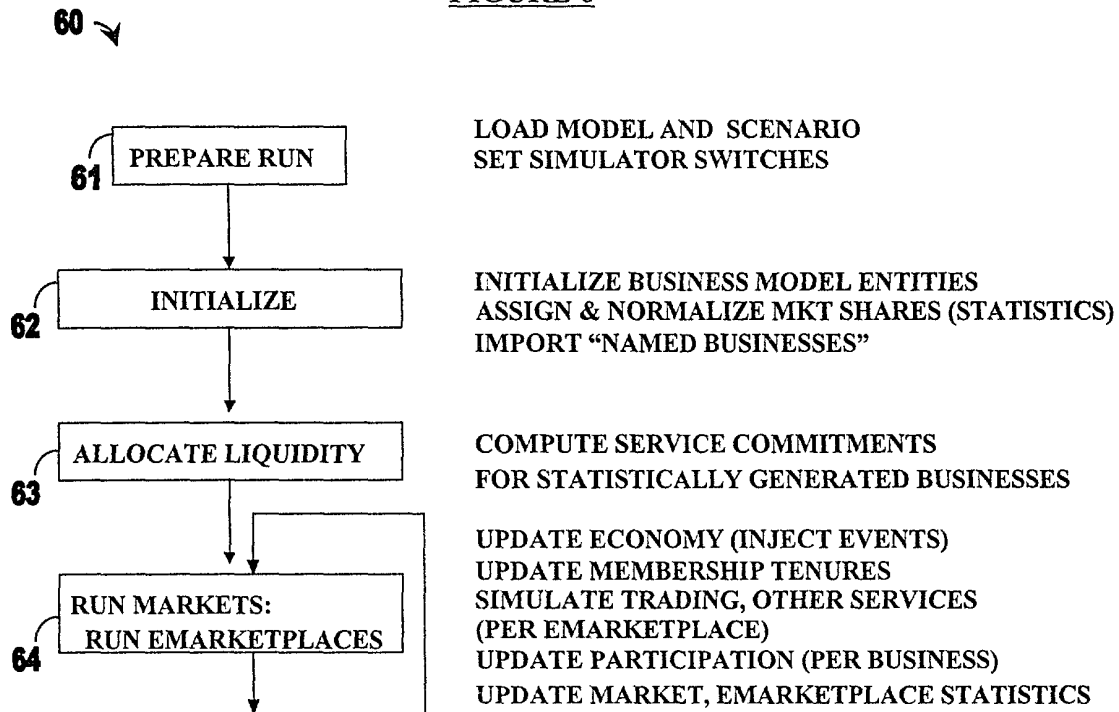 60
61
PREPARE RUN
LOAD MODEL AND SCENARIO
SET SIMULATOR SWITCHES
62
INITIALIZE
INITIALIZE BUSINESS MODEL ENTITIES
ASSIGN & NORMALIZE MKT SHARES (STATISTICS)
IMPORT “NAMED BUSINESSES”
63
ALLOCATE LIQUIDITY
COMPUTE SERVICE COMMITMENTS
FOR STATISTICALLY GENERATED BUSINESSES
64
RUN MARKETS:
RUN EMARKETPLACES
UPDATE ECONOMY (INJECT EVENTS)
UPDATE MEMBERSHIP TENURES
SIMULATE TRADING, OTHER SERVICES
(PER EMARKETPLACE)
UPDATE PARTICIPATION (PER BUSINESS)
UPDATE MARKET, EMARKETPLACE STATISTICS